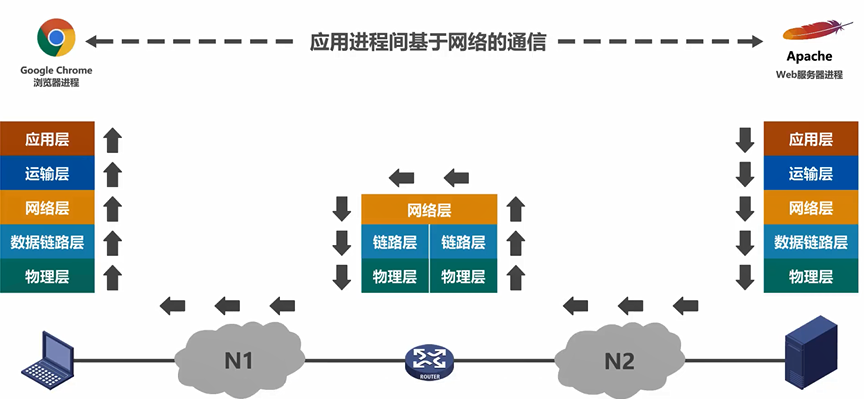 应用进程间基于网络的通信
Google Chrome
浏览器进程
Apache
Web服务器进程
应用层
运输层
网络层
数据链路层
物理层
网络层
链路层 链路层
物理层 物理层
应用层
运输层
网络层
数据链路层
物理层
N1
ROUTER
N2